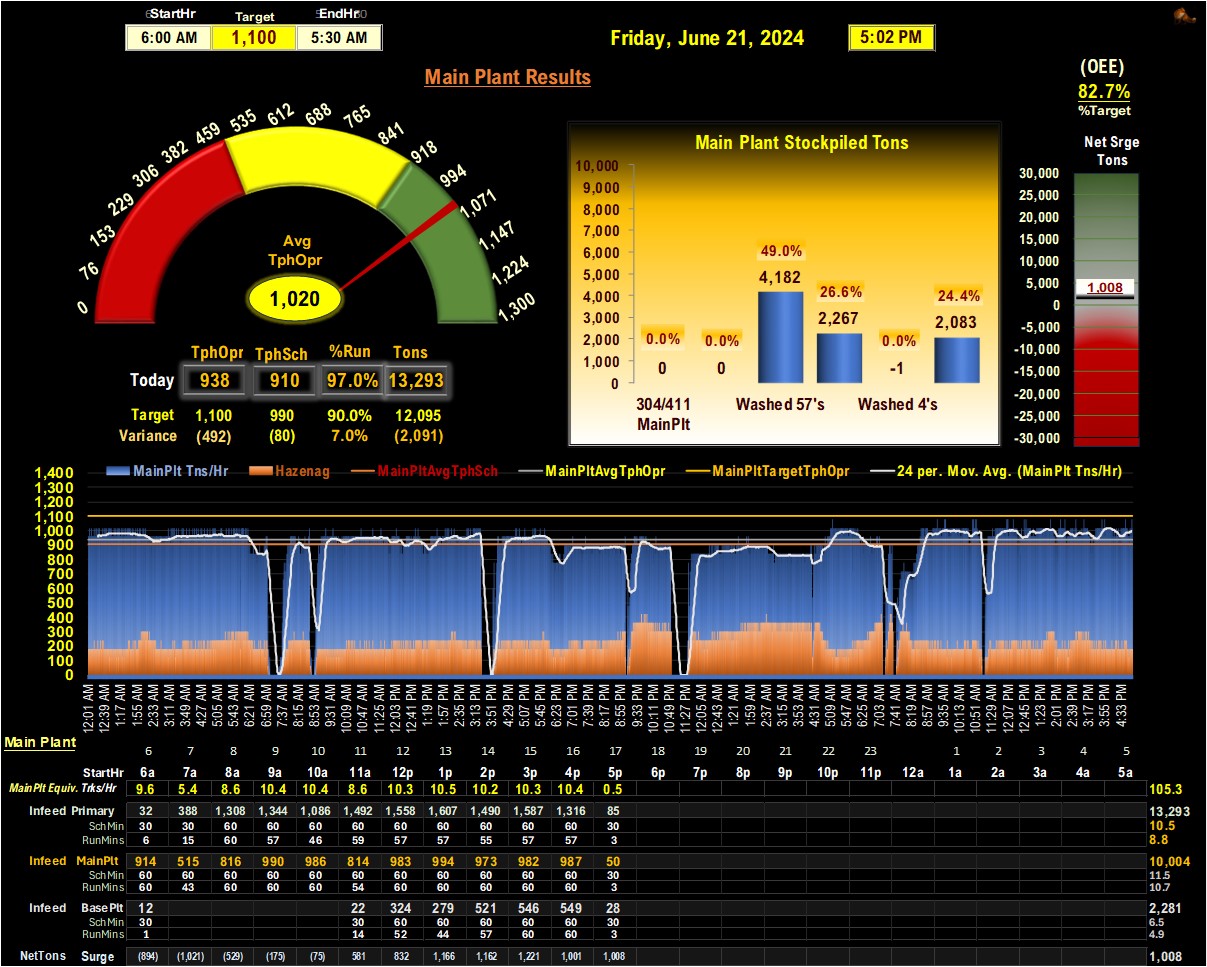 StartHr Target EndHr
6:00 AM 1,100 5:30 AM
Friday, June 21, 2024 5:02 PM
Main Plant Results
(OEE)
82.7%
%Target
0 76 153 229 306 382 459 535 612 688 765 841 918 994 1,071 1,147 1,224 1,300
Avg
TphOpr
1,020
TphOpr TphSch %Run Tons
Today 938 910 97.0% 13,293
Target 1,100 990 90.0% 12,095
Variance (492) (80) 7.0% (2,091)
Main Plant Stockpiled Tons
10,000
9,000
8,000
7,000
6,000
5,000
4,000
3,000
2,000
1,000
0
0.0% 0.0% 49.0% 26.6% 0.0% 24.4%
0 0 4,182 2,267 -1 2,083
304/411 Washed 57's Washed 4's
MainPlt
Net Srge
Tons
30,000
25,000
20,000
15,000
10,000
5,000
0
-5,000
-10,000
-15,000
-20,000
-25,000
-30,000
1,008
MainPlt Tns/Hr Hazenag MainPltAvgTphSch MainPltAvgTphOpr MainPltTargetTphOpr 24 per. Mov. Avg. (MainPlt Tns/Hr)
1,400
1,300
1,200
1,100
1,000
900
800
700
600
500
400
300
200
100
0
12:01 AM 12:39 AM 1:17 AM 1:55 AM 2:33 AM 3:11 AM 3:49 AM 4:27 AM 5:05 AM 5:43 AM 6:21 AM 6:59 AM 7:37 AM 8:15 AM 8:53 AM 9:31 AM 10:09 AM 10:47 AM 11:25 AM 12:03 PM 12:41 PM 1:19 PM 1:57 PM 2:35 PM 3:13 PM 3:51 PM 4:29 PM 5:07 PM 5:45 PM 6:23 PM 7:01 PM 7:39 PM 8:17 PM 8:55 PM 9:33 PM 10:11 PM 10:49 PM 11:27 PM 12:05 AM 12:43 AM 1:21 AM 1:59 AM 2:37 AM 3:15 AM 3:53 AM 4:31 AM 5:09 AM 5:47 AM 6:25 AM 7:03 AM 7:41 AM 8:19 AM 8:57 AM 9:35 AM 10:13 AM 10:51 AM 11:29 AM 12:07 PM 12:45 PM 1:23 PM 2:01 PM 2:39 PM 3:17 PM 3:55 PM 4:33 PM
Main Plant
6 7 8 9 10 11 12 13 14 15 16 17 18 19 20 21 22 23 1 2 3 4 5
StartHr 6a 7a 8a 9a 10a 11a 12p 1p 2p 3p 4p 5p 6p 7p 8p 9p 10p 11p 12a 1a 2a 3a 4a 5a
MainPlt Equiv. Trks/Hr 9.6 5.4 8.6 10.4 10.4 8.6 10.3 10.5 10.2 10.3 10.4 0.5 105.3
Infeed Primary 32 388 1,308 1,344 1,086 1,492 1,558 1,607 1,490 1,587 1,316 85 13,293
SchMin 30 30 60 60 60 60 60 60 60 60 60 30 10.5
RunMins 6 15 60 57 46 59 57 57 55 57 57 3 8.8
Infeed MainPlt 914 515 816 990 986 814 983 994 973 982 987 50 10,004
SchMin 60 60 60 60 60 60 60 60 60 60 60 30 11.5
RunMins 60 43 60 60 60 54 60 60 60 60 60 3 10.7
Infeed BasePlt 12 22 324 279 521 546 549 28 2,281
SchMin 30 30 60 60 60 60 60 30 6.5
RunMins 1 14 52 44 57 60 60 3 4.9
NetTons Surge (894) (1,021) (529) (175) (75) 581 832 1,166 1,162 1,221 1,001 1,008 1,008